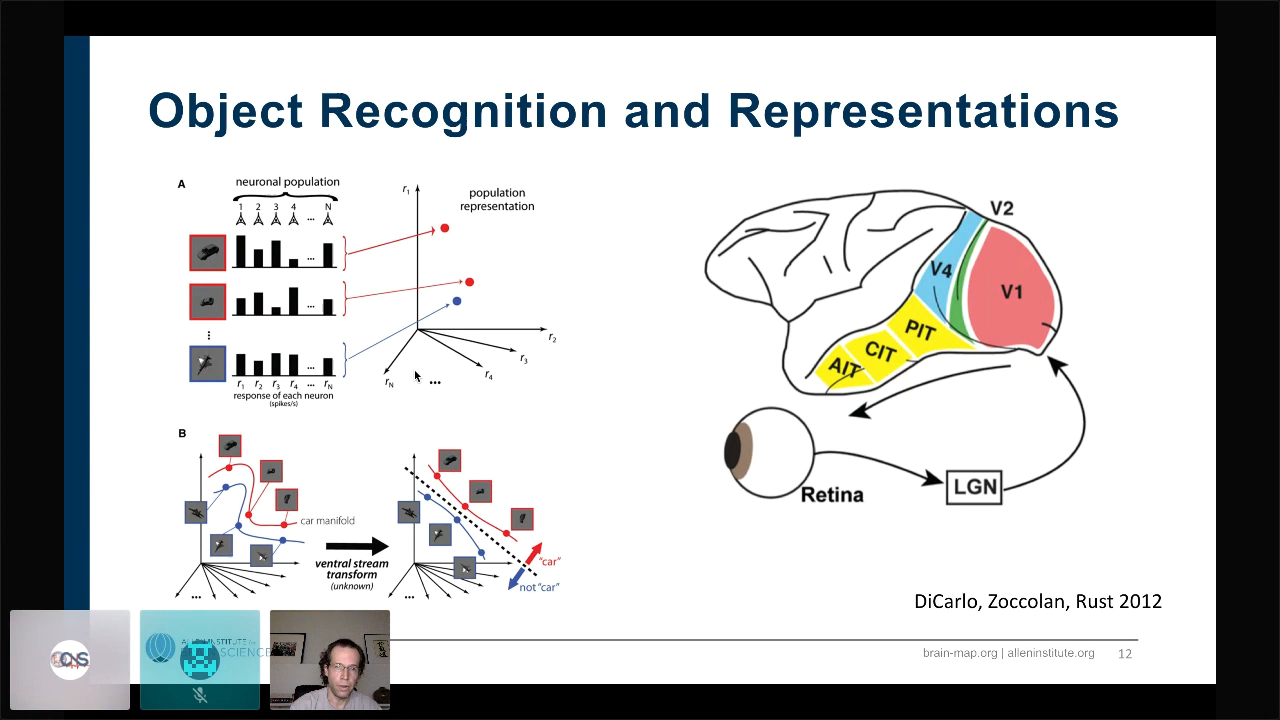 Object Recognition and Representations
A
neuronal population
1 2 3 4 ... N
r1
population
representation
...
...
...
r1 r2 r3 r4 ... rN
response of each neuron
(spikes/s)
r2
r3
r4
rN
...
B
car manifold
ventral stream
transform
(unknown)
...
...
"car"
not "car"
V2
V4
V1
PIT
CIT
AIT
Retina
LGN
DiCarlo, Zoccolan, Rust 2012
ALLEN INSTITUTE for
SCIENCE
brain-map.org | alleninstitute.org
12